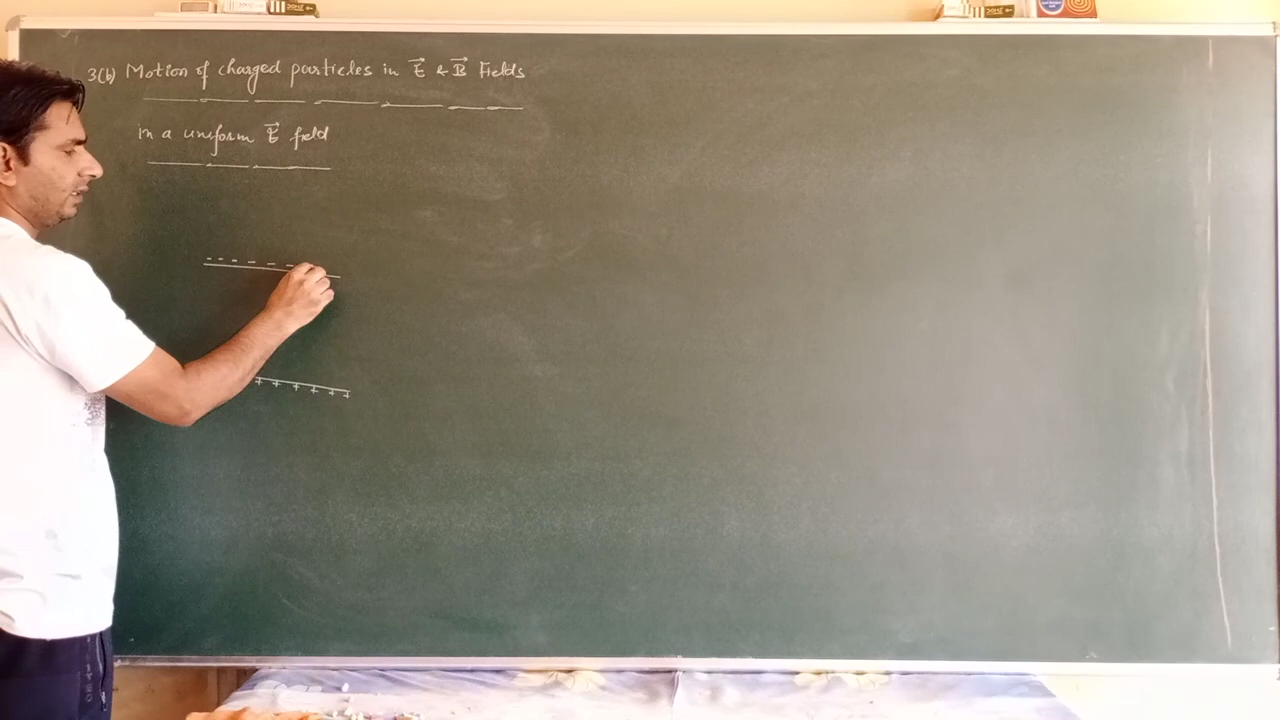 3(b) Motion of charged particles in E⃗ & B⃗ Fields
in a uniform E⃗ field
- - - - - -
+ + + + + +